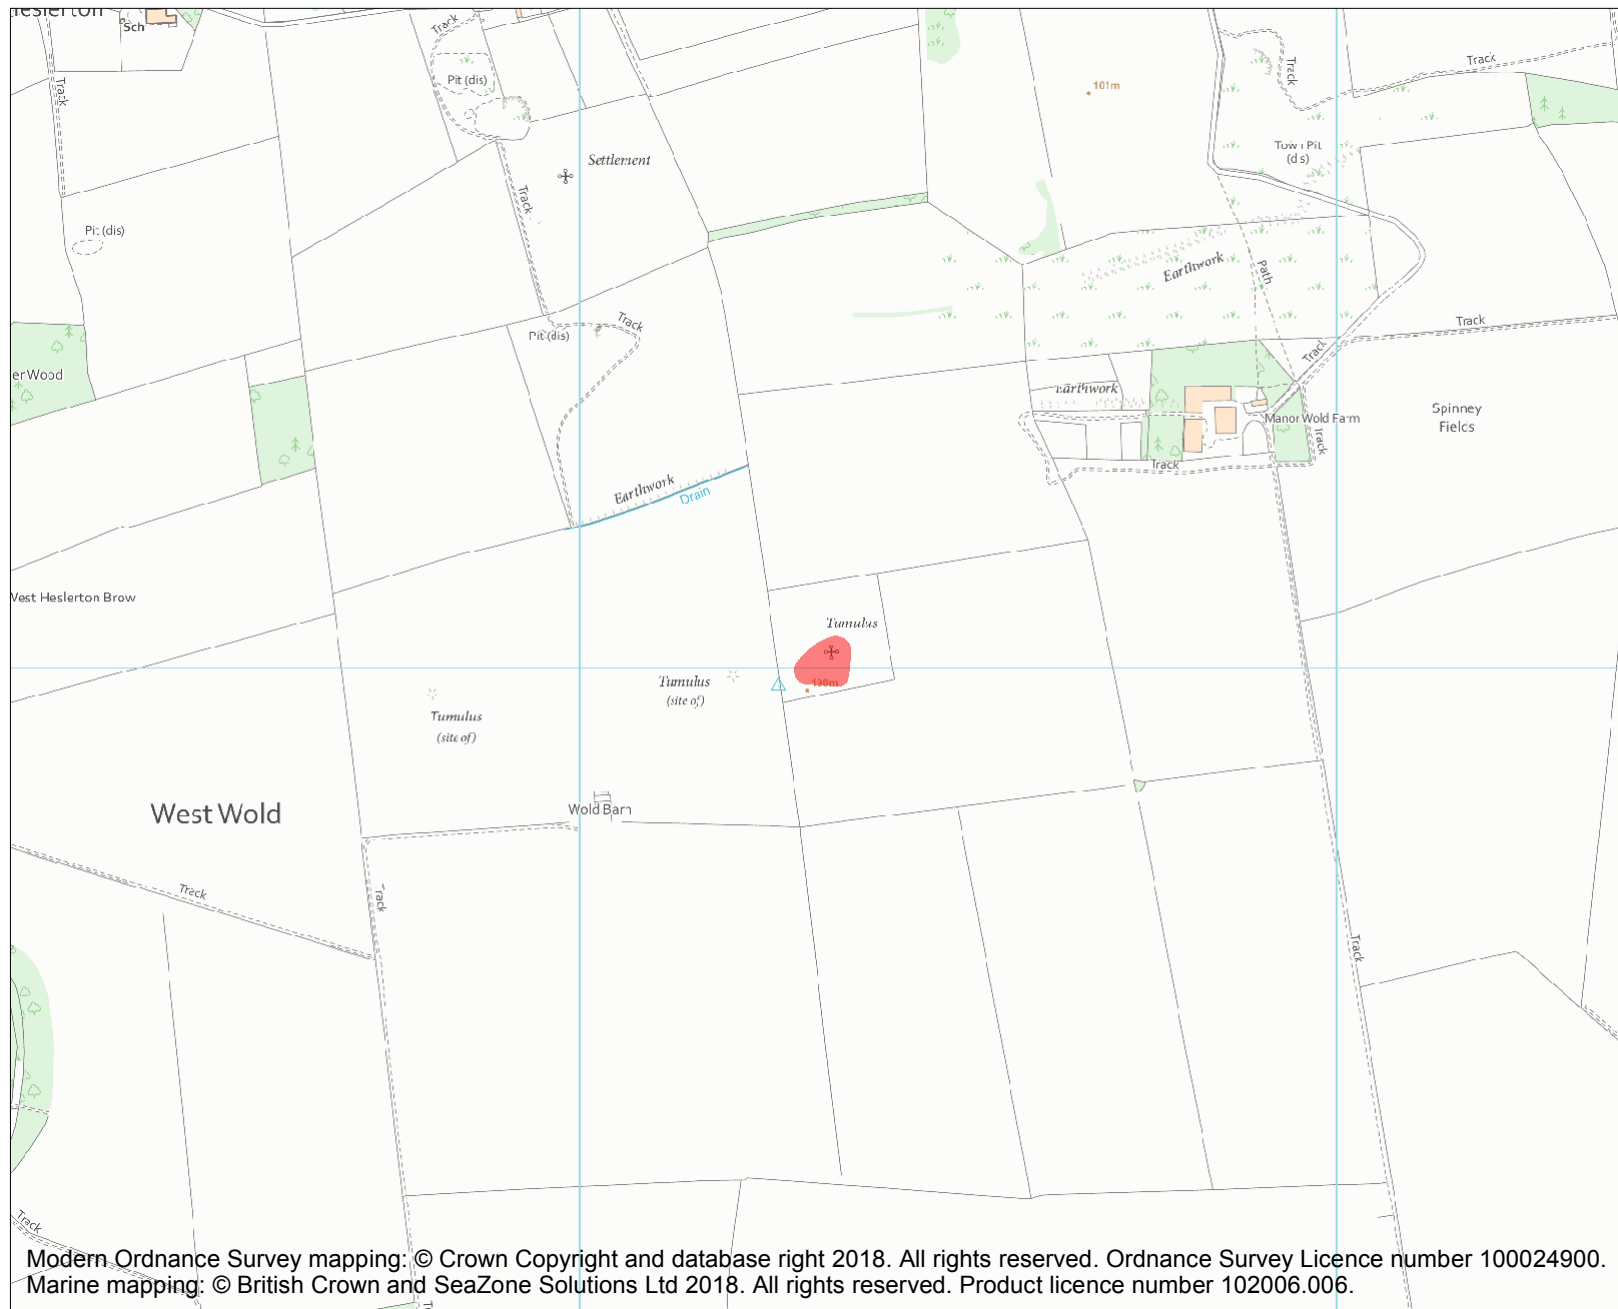 Sch
Track
Track
Pit (dis)
Track
101m
Track
Track
Settlement
Track
Pit (dis)
Earthwork
Path
Track
Pit (dis)
Track
Track
Manor Wold Farm
Spinney
Fields
Track
Earthwork
Drain
Track
West Heslerton Brow
Tumulus
Tumulus
(site of)
Tumulus
(site of)
Wold Barn
West Wold
Track
Track
Track
Track
Modern Ordnance Survey mapping: © Crown Copyright and database right 2018. All rights reserved. Ordnance Survey Licence number 100024900.
Marine mapping: © British Crown and SeaZone Solutions Ltd 2018. All rights reserved. Product licence number 102006.006.